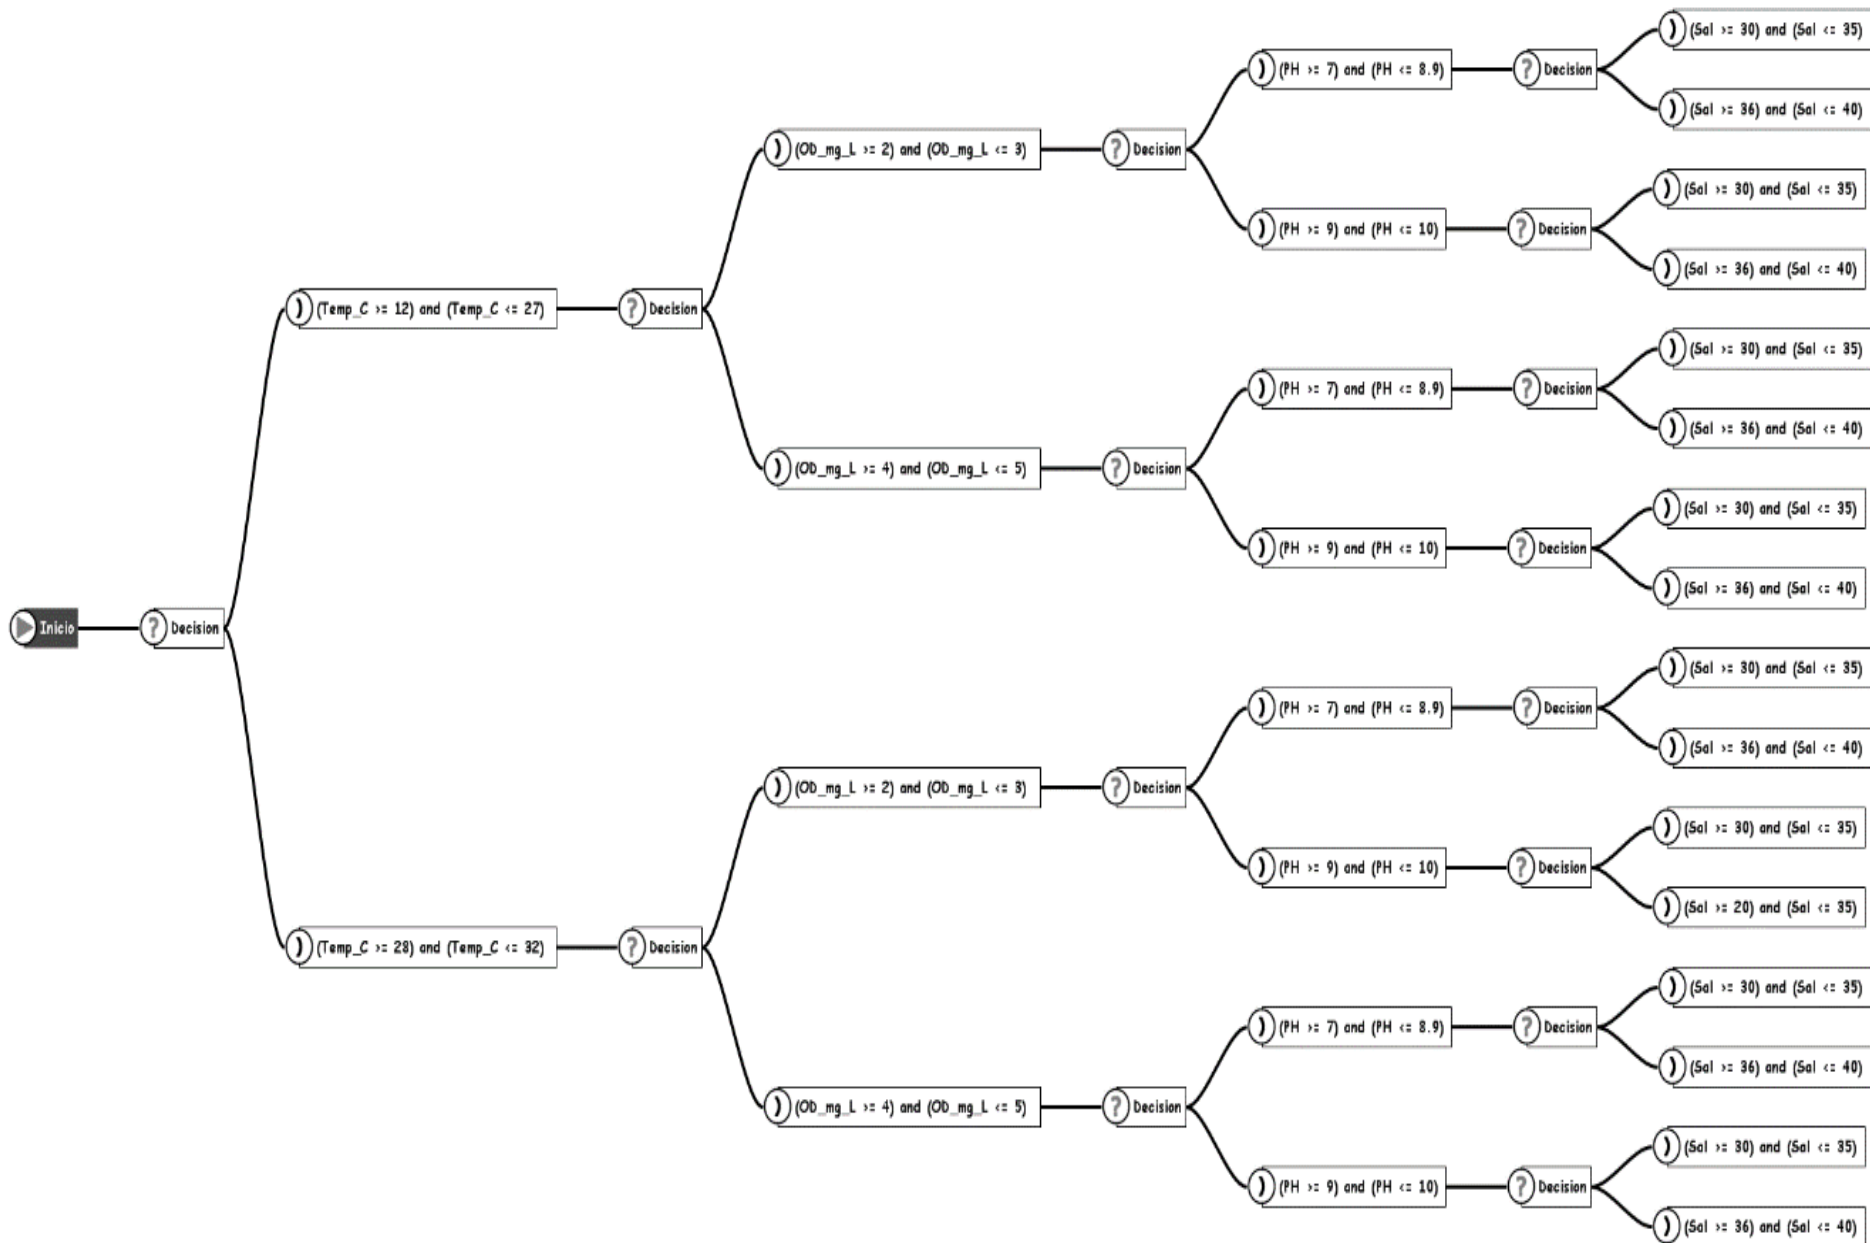 Inicio
Decision
(Temp_C >= 12) and (Temp_C <= 27)
Decision
(OD_mg_L >= 2) and (OD_mg_L <= 3)
Decision
(PH >= 7) and (PH <= 8.9)
Decision
(Sal >= 30) and (Sal <= 35)
(Sal >= 36) and (Sal <= 40)
(PH >= 9) and (PH <= 10)
Decision
(Sal >= 30) and (Sal <= 35)
(Sal >= 36) and (Sal <= 40)
(OD_mg_L >= 4) and (OD_mg_L <= 5)
Decision
(PH >= 7) and (PH <= 8.9)
Decision
(Sal >= 30) and (Sal <= 35)
(Sal >= 36) and (Sal <= 40)
(PH >= 9) and (PH <= 10)
Decision
(Sal >= 30) and (Sal <= 35)
(Sal >= 36) and (Sal <= 40)
(Temp_C >= 28) and (Temp_C <= 32)
Decision
(OD_mg_L >= 2) and (OD_mg_L <= 3)
Decision
(PH >= 7) and (PH <= 8.9)
Decision
(Sal >= 30) and (Sal <= 35)
(Sal >= 36) and (Sal <= 40)
(PH >= 9) and (PH <= 10)
Decision
(Sal >= 30) and (Sal <= 35)
(Sal >= 20) and (Sal <= 35)
(OD_mg_L >= 4) and (OD_mg_L <= 5)
Decision
(PH >= 7) and (PH <= 8.9)
Decision
(Sal >= 30) and (Sal <= 35)
(Sal >= 36) and (Sal <= 40)
(PH >= 9) and (PH <= 10)
Decision
(Sal >= 30) and (Sal <= 35)
(Sal >= 36) and (Sal <= 40)